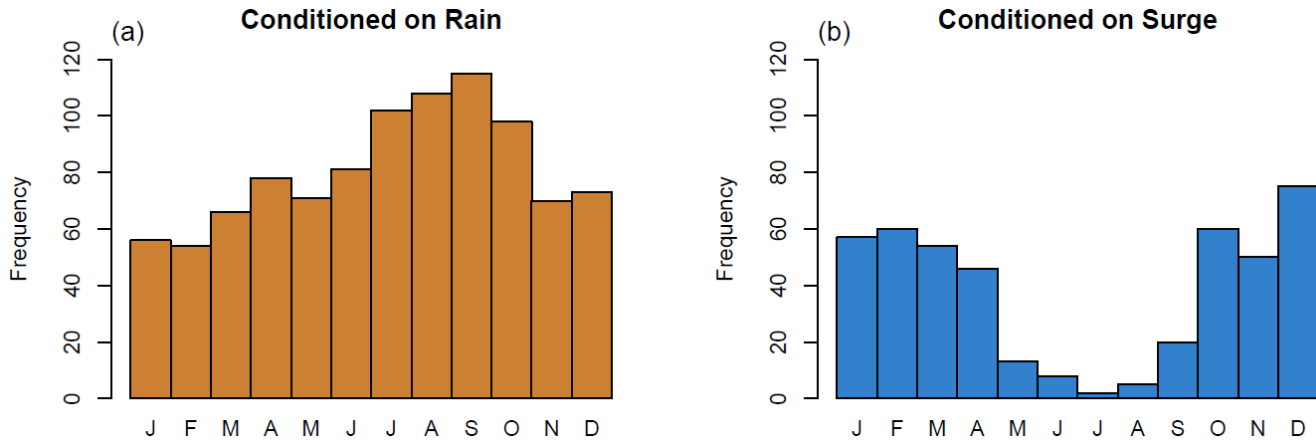 (a)
Conditioned on Rain
Frequency
120
100
80
60
40
20
0
J F M A M J J A S O N D
(b)
Conditioned on Surge
Frequency
120
100
80
60
40
20
0
J F M A M J J A S O N D